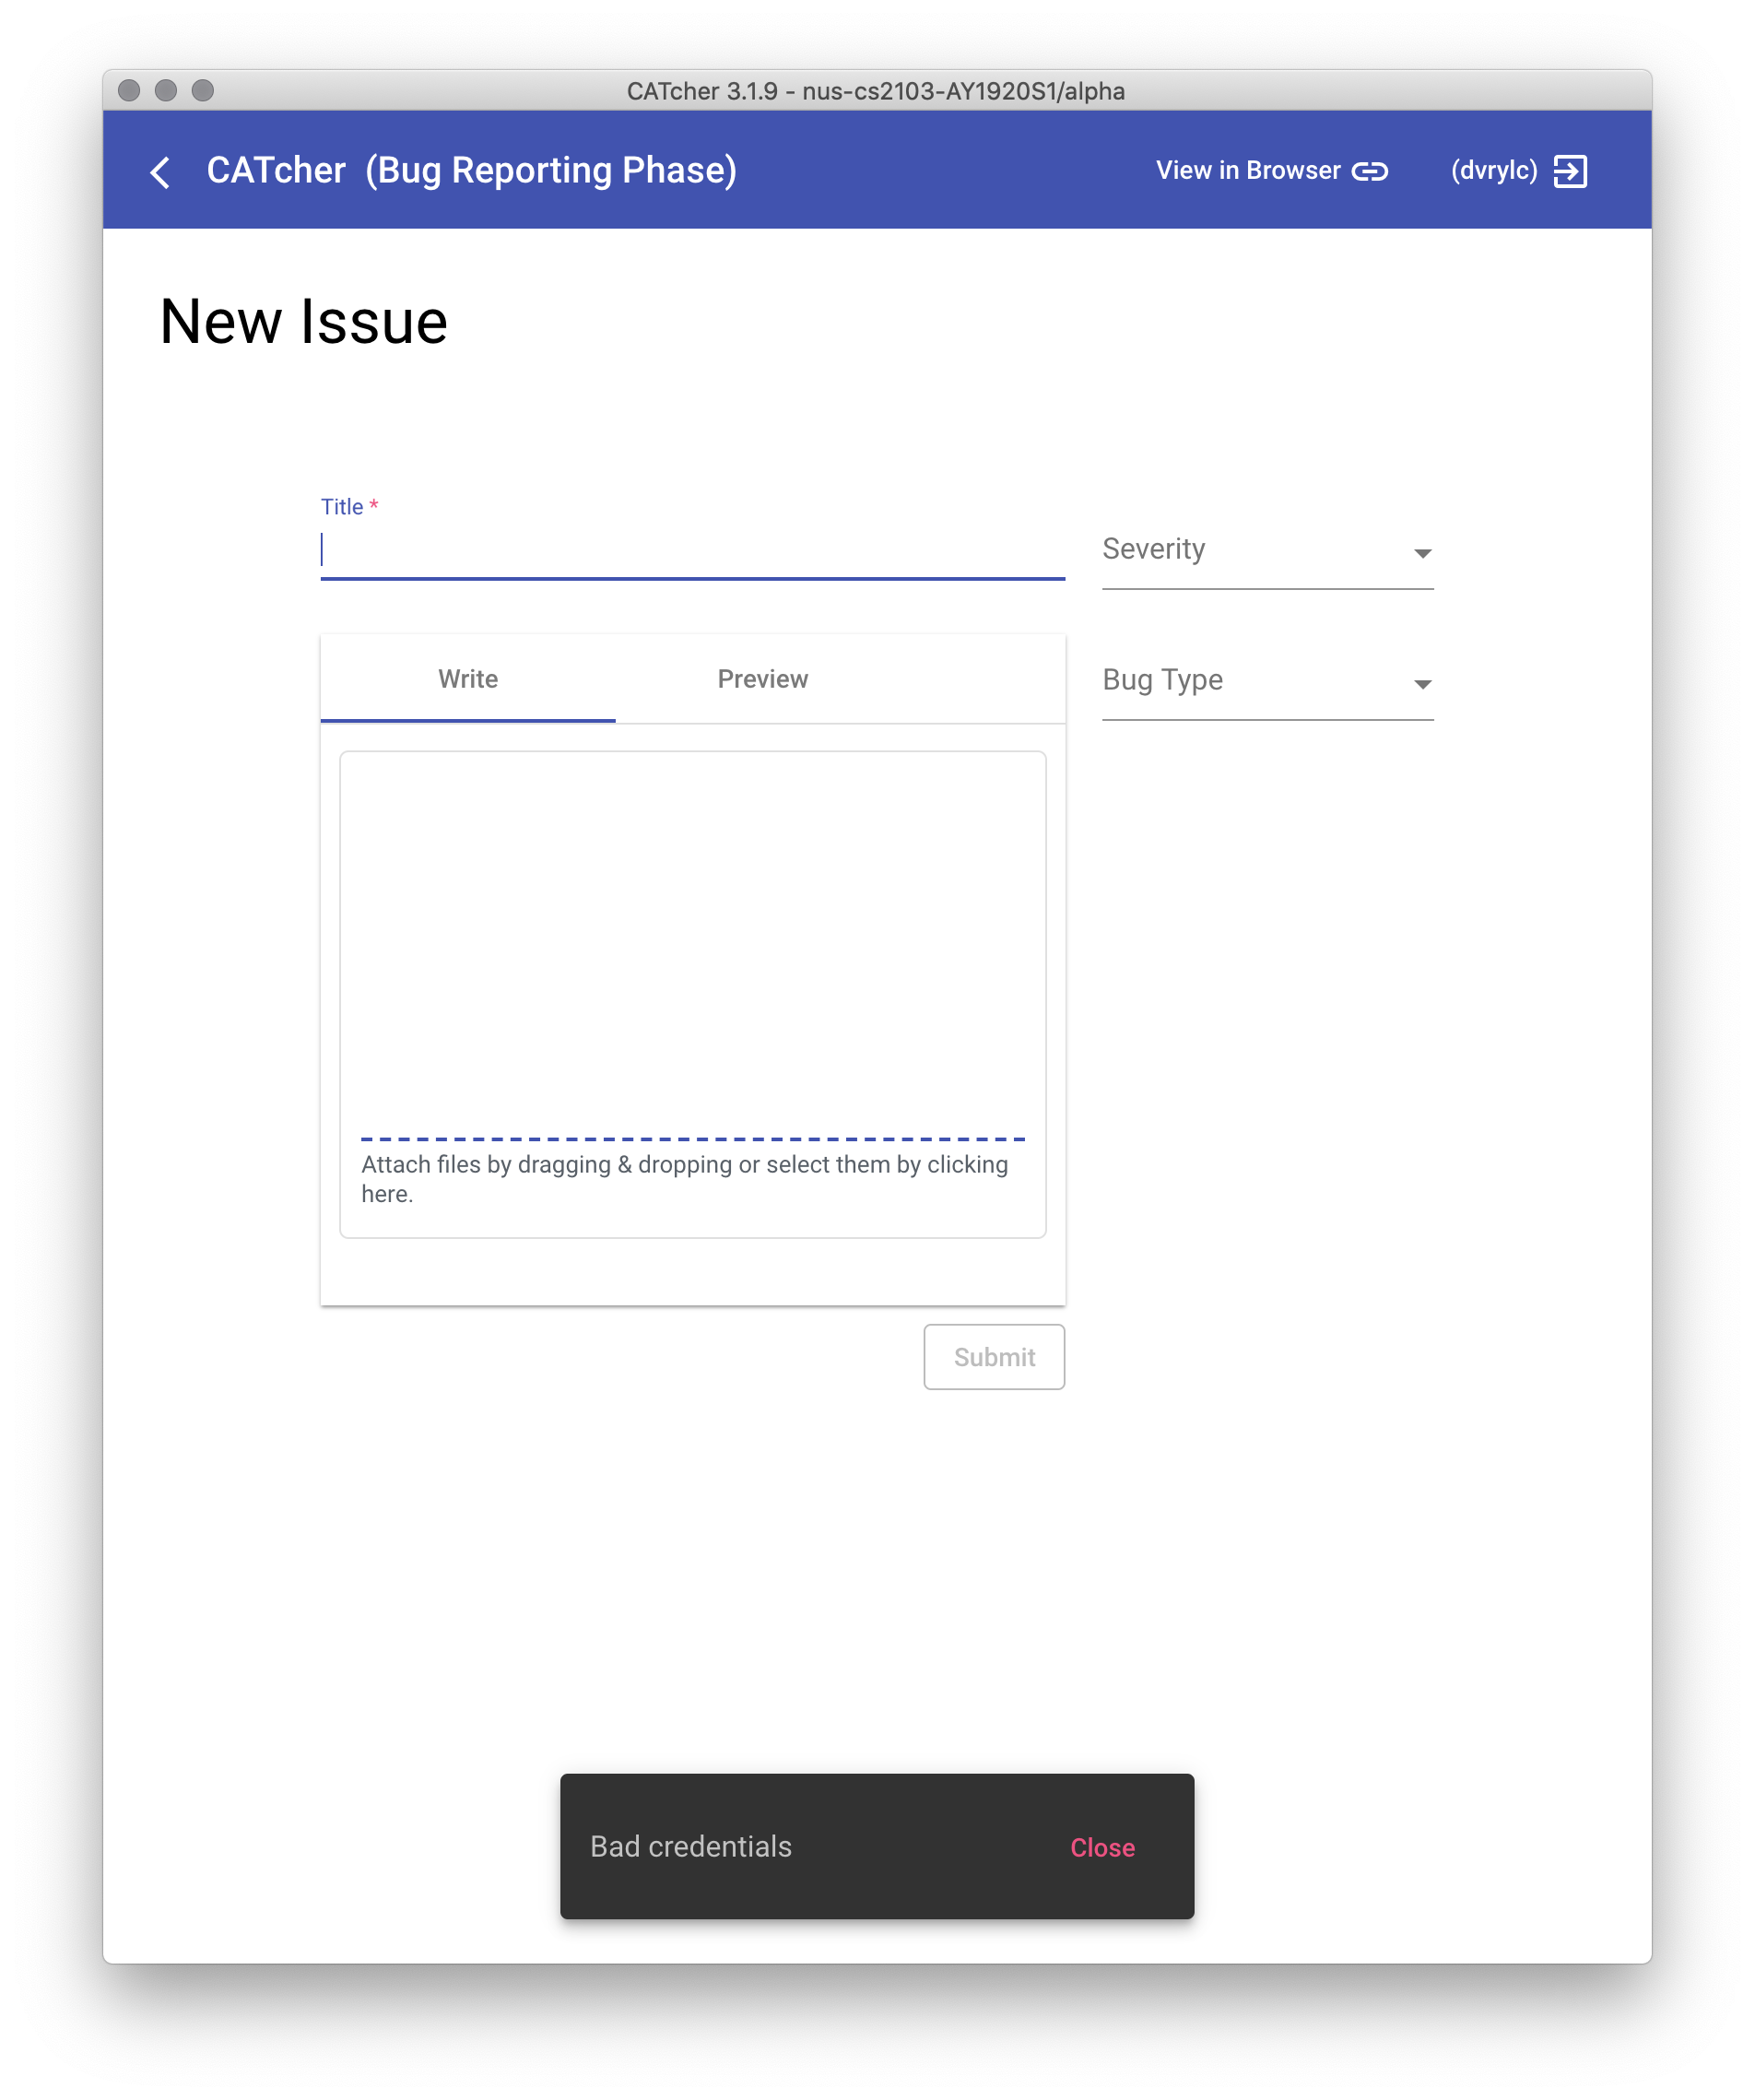 CATcher 3.1.9 - nus-cs2103-AY1920S1/alpha
CATcher (Bug Reporting Phase)
View in Browser
(dvrylc)
New Issue
Title *
Severity
Write
Preview
Bug Type
Attach files by dragging & dropping or select them by clicking
here.
Submit
Bad credentials
Close